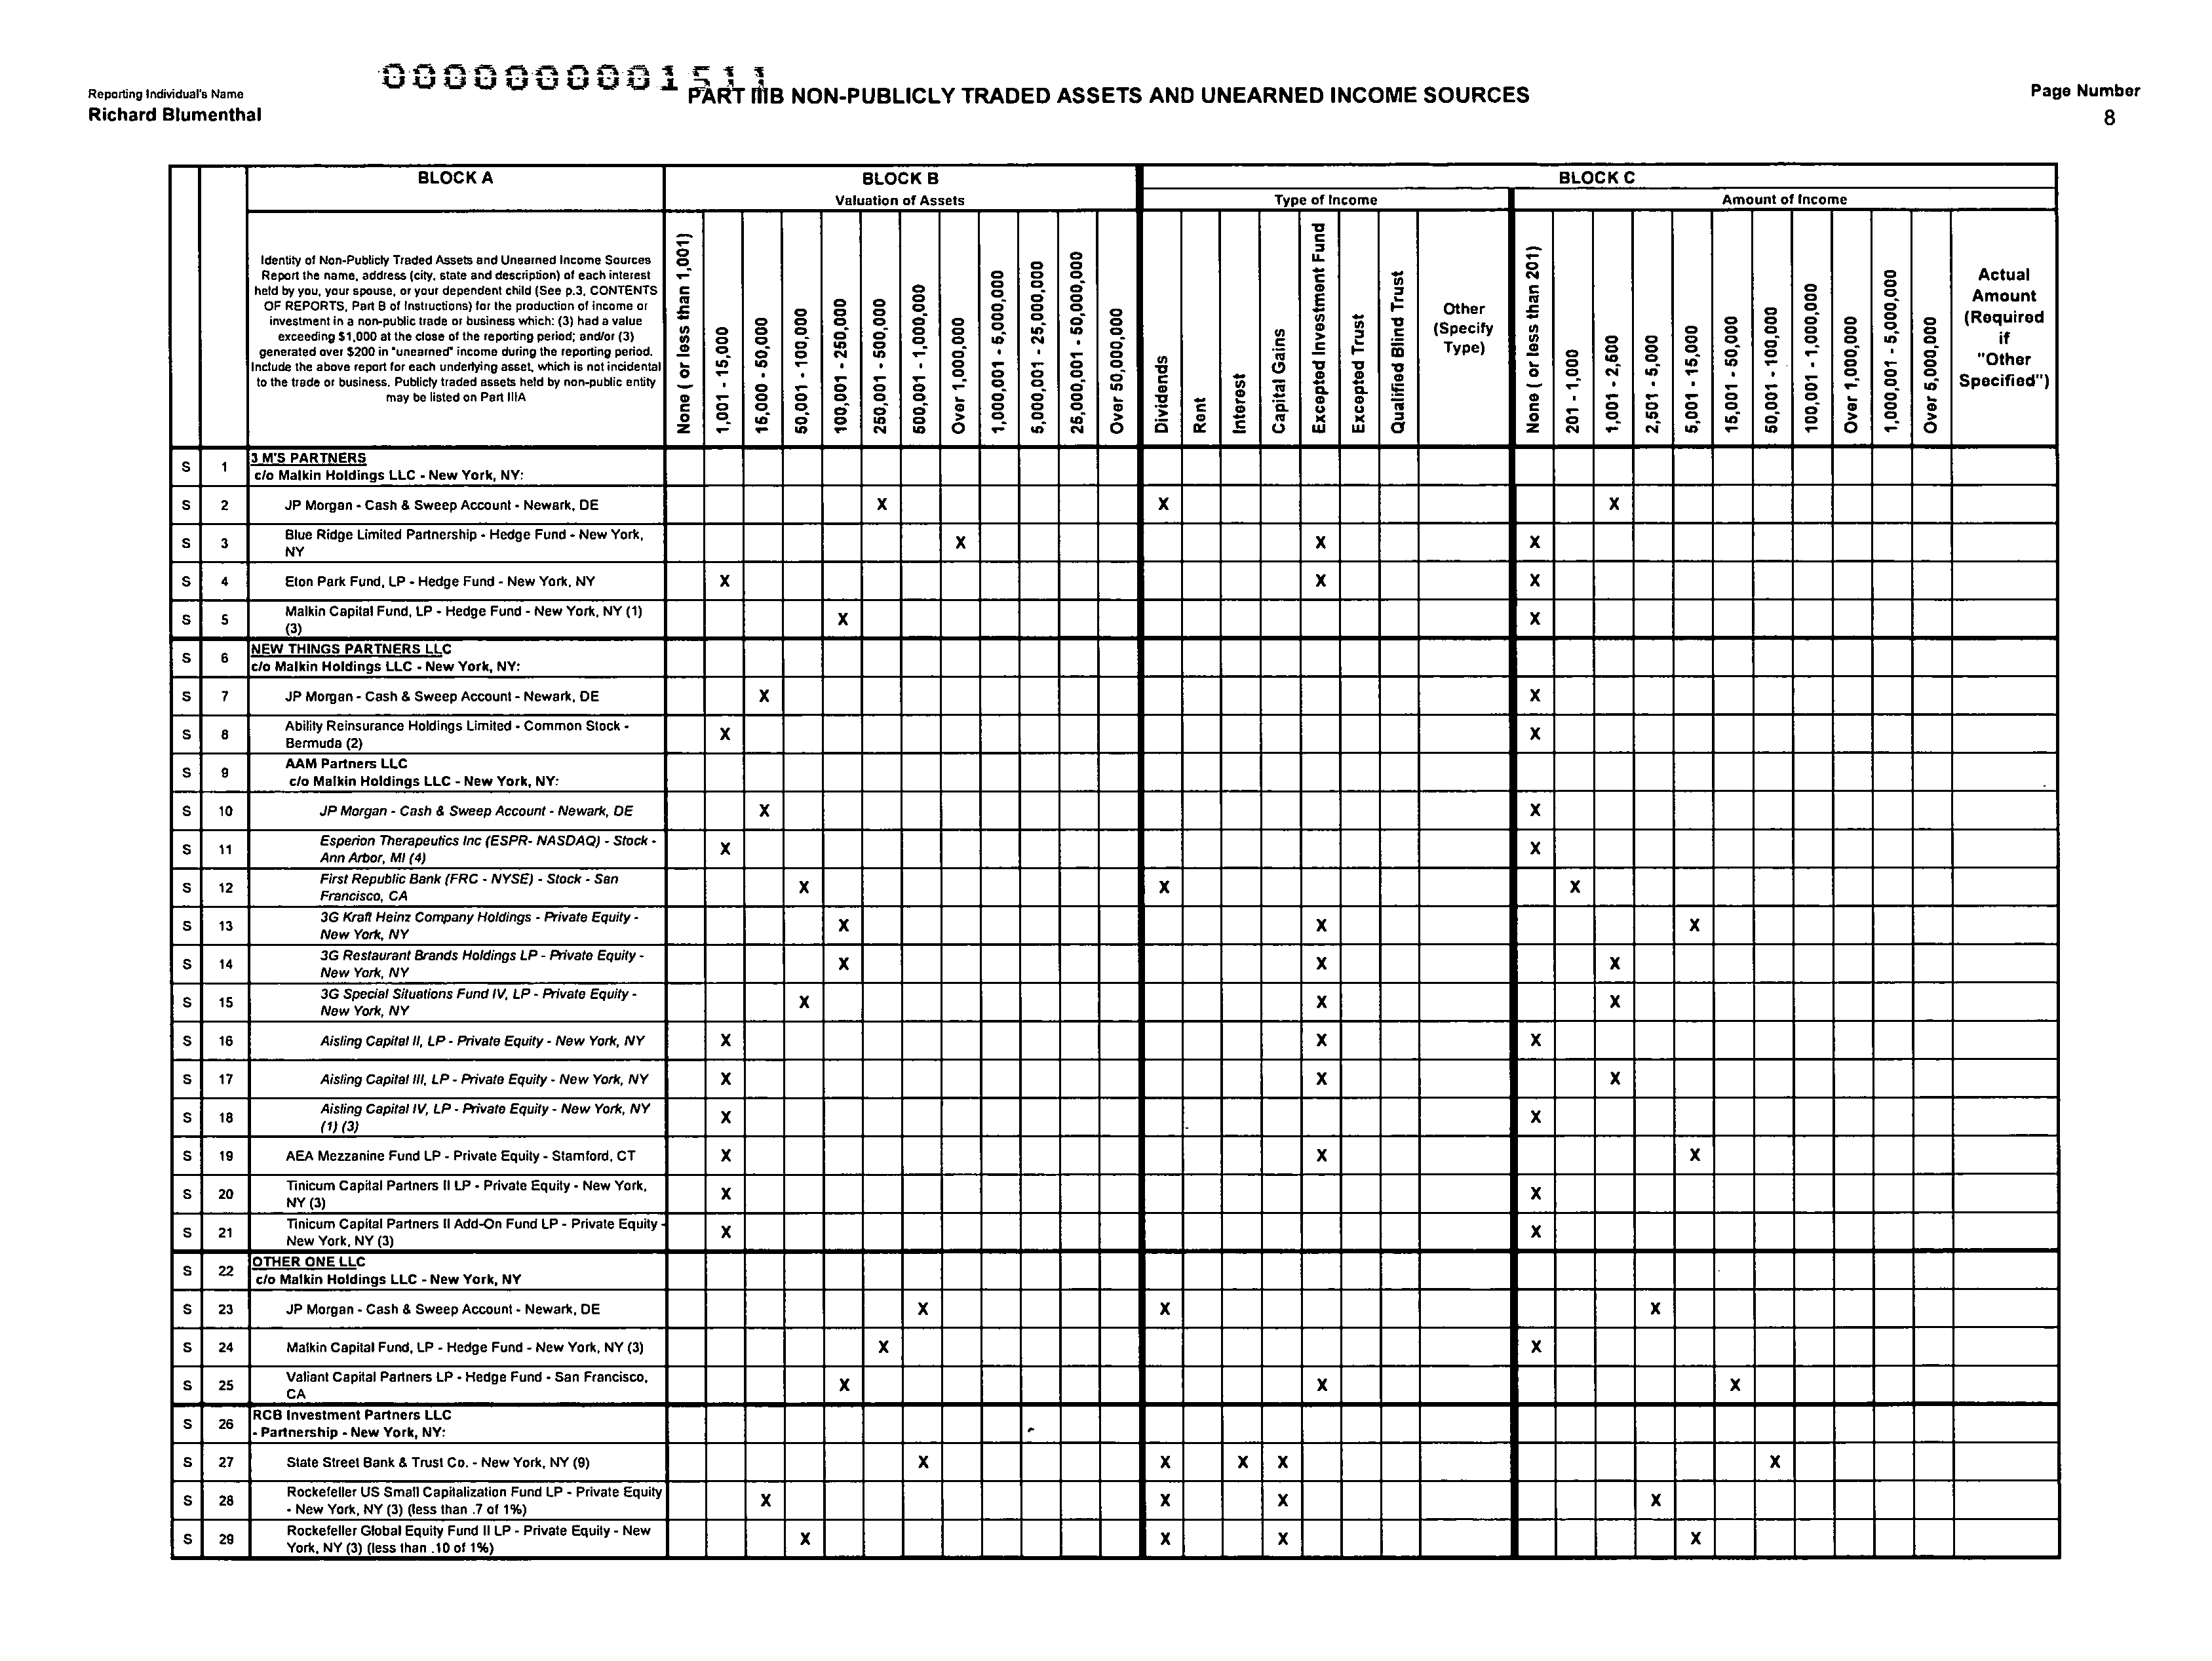 0000000001511
Reporting Individual's Name
Richard Blumenthal
PART IIIB NON-PUBLICLY TRADED ASSETS AND UNEARNED INCOME SOURCES
Page Number
8
BLOCK A
BLOCK B
BLOCK C
Valuation of Assets
Type of Income
Amount of Income
Identity of Non-Publicly Traded Assets and Unearned Income Sources
Report the name, address (city, state and description) of each interest
held by you, your spouse, or your dependent child (See p.3, CONTENTS
OF REPORTS, Part B of Instructions) for the production of income or
investment in a non-public trade or business which: (3) had a value
exceeding $1,000 at the close of the reporting period; and/or (3)
generated over $200 in "unearned" income during the reporting period.
Include the above report for each underlying asset, which is not incidental
to the trade or business. Publicly traded assets held by non-public entity
may be listed on Part IIIA
None ( or less than 1,001)
1,001 - 15,000
15,000 - 50,000
50,001 - 100,000
100,001 - 250,000
250,001 - 500,000
500,001 - 1,000,000
Over 1,000,000
1,000,001 - 5,000,000
5,000,001 - 25,000,000
25,000,001 - 50,000,000
Over 50,000,000
Dividends
Rent
Interest
Capital Gains
Excepted Investment Fund
Excepted Trust
Qualified Blind Trust
Other
(Specify
Type)
None ( or less than 201)
201 - 1,000
1,001 - 2,500
2,501 - 5,000
5,001 - 15,000
15,001 - 50,000
50,001 - 100,000
100,001 - 1,000,000
Over 1,000,000
1,000,001 - 5,000,000
Over 5,000,000
Actual
Amount
(Required
if
"Other
Specified")
S 1 3 M'S PARTNERS
c/o Malkin Holdings LLC - New York, NY:
S 2 JP Morgan - Cash & Sweep Account - Newark, DE X X X
S 3 Blue Ridge Limited Partnership - Hedge Fund - New York,
NY X X X
S 4 Eton Park Fund, LP - Hedge Fund - New York, NY X X X
S 5 Malkin Capital Fund, LP - Hedge Fund - New York, NY (1)
(3) X X
S 6 NEW THINGS PARTNERS LLC
c/o Malkin Holdings LLC - New York, NY:
S 7 JP Morgan - Cash & Sweep Account - Newark, DE X X
S 8 Ability Reinsurance Holdings Limited - Common Stock -
Bermuda (2) X X
S 9 AAM Partners LLC
c/o Malkin Holdings LLC - New York, NY:
S 10 JP Morgan - Cash & Sweep Account - Newark, DE X X
S 11 Esperion Therapeutics Inc (ESPR- NASDAQ) - Stock -
Ann Arbor, MI (4) X X
S 12 First Republic Bank (FRC - NYSE) - Stock - San
Francisco, CA X X X
S 13 3G Kraft Heinz Company Holdings - Private Equity -
New York, NY X X X
S 14 3G Restaurant Brands Holdings LP - Private Equity -
New York, NY X X X
S 15 3G Special Situations Fund IV, LP - Private Equity -
New York, NY X X X
S 16 Aisling Capital II, LP - Private Equity - New York, NY X X X
S 17 Aisling Capital III, LP - Private Equity - New York, NY X X X
S 18 Aisling Capital IV, LP - Private Equity - New York, NY
(1) (3) X X
S 19 AEA Mezzanine Fund LP - Private Equity - Stamford, CT X X X
S 20 Tinicum Capital Partners II LP - Private Equity - New York,
NY (3) X X
S 21 Tinicum Capital Partners II Add-On Fund LP - Private Equity -
New York, NY (3) X X
S 22 OTHER ONE LLC
c/o Malkin Holdings LLC - New York, NY
S 23 JP Morgan - Cash & Sweep Account - Newark, DE X X X
S 24 Malkin Capital Fund, LP - Hedge Fund - New York, NY (3) X X
S 25 Valiant Capital Partners LP - Hedge Fund - San Francisco,
CA X X X
S 26 RCB Investment Partners LLC
- Partnership - New York, NY:
S 27 State Street Bank & Trust Co. - New York, NY (9) X X X X X
S 28 Rockefeller US Small Capitalization Fund LP - Private Equity
- New York, NY (3) (less than .7 of 1%) X X X X
S 29 Rockefeller Global Equity Fund II LP - Private Equity - New
York, NY (3) (less than .10 of 1%) X X X X